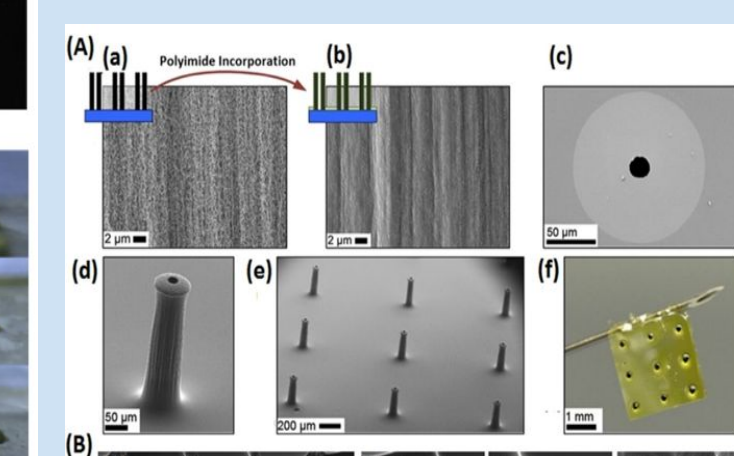 (A)
(a)
Polyimide Incorporation
(b)
(c)
2 µm
2 µm
50 µm
(d)
(e)
(f)
50 µm
200 µm
1 mm
(B)